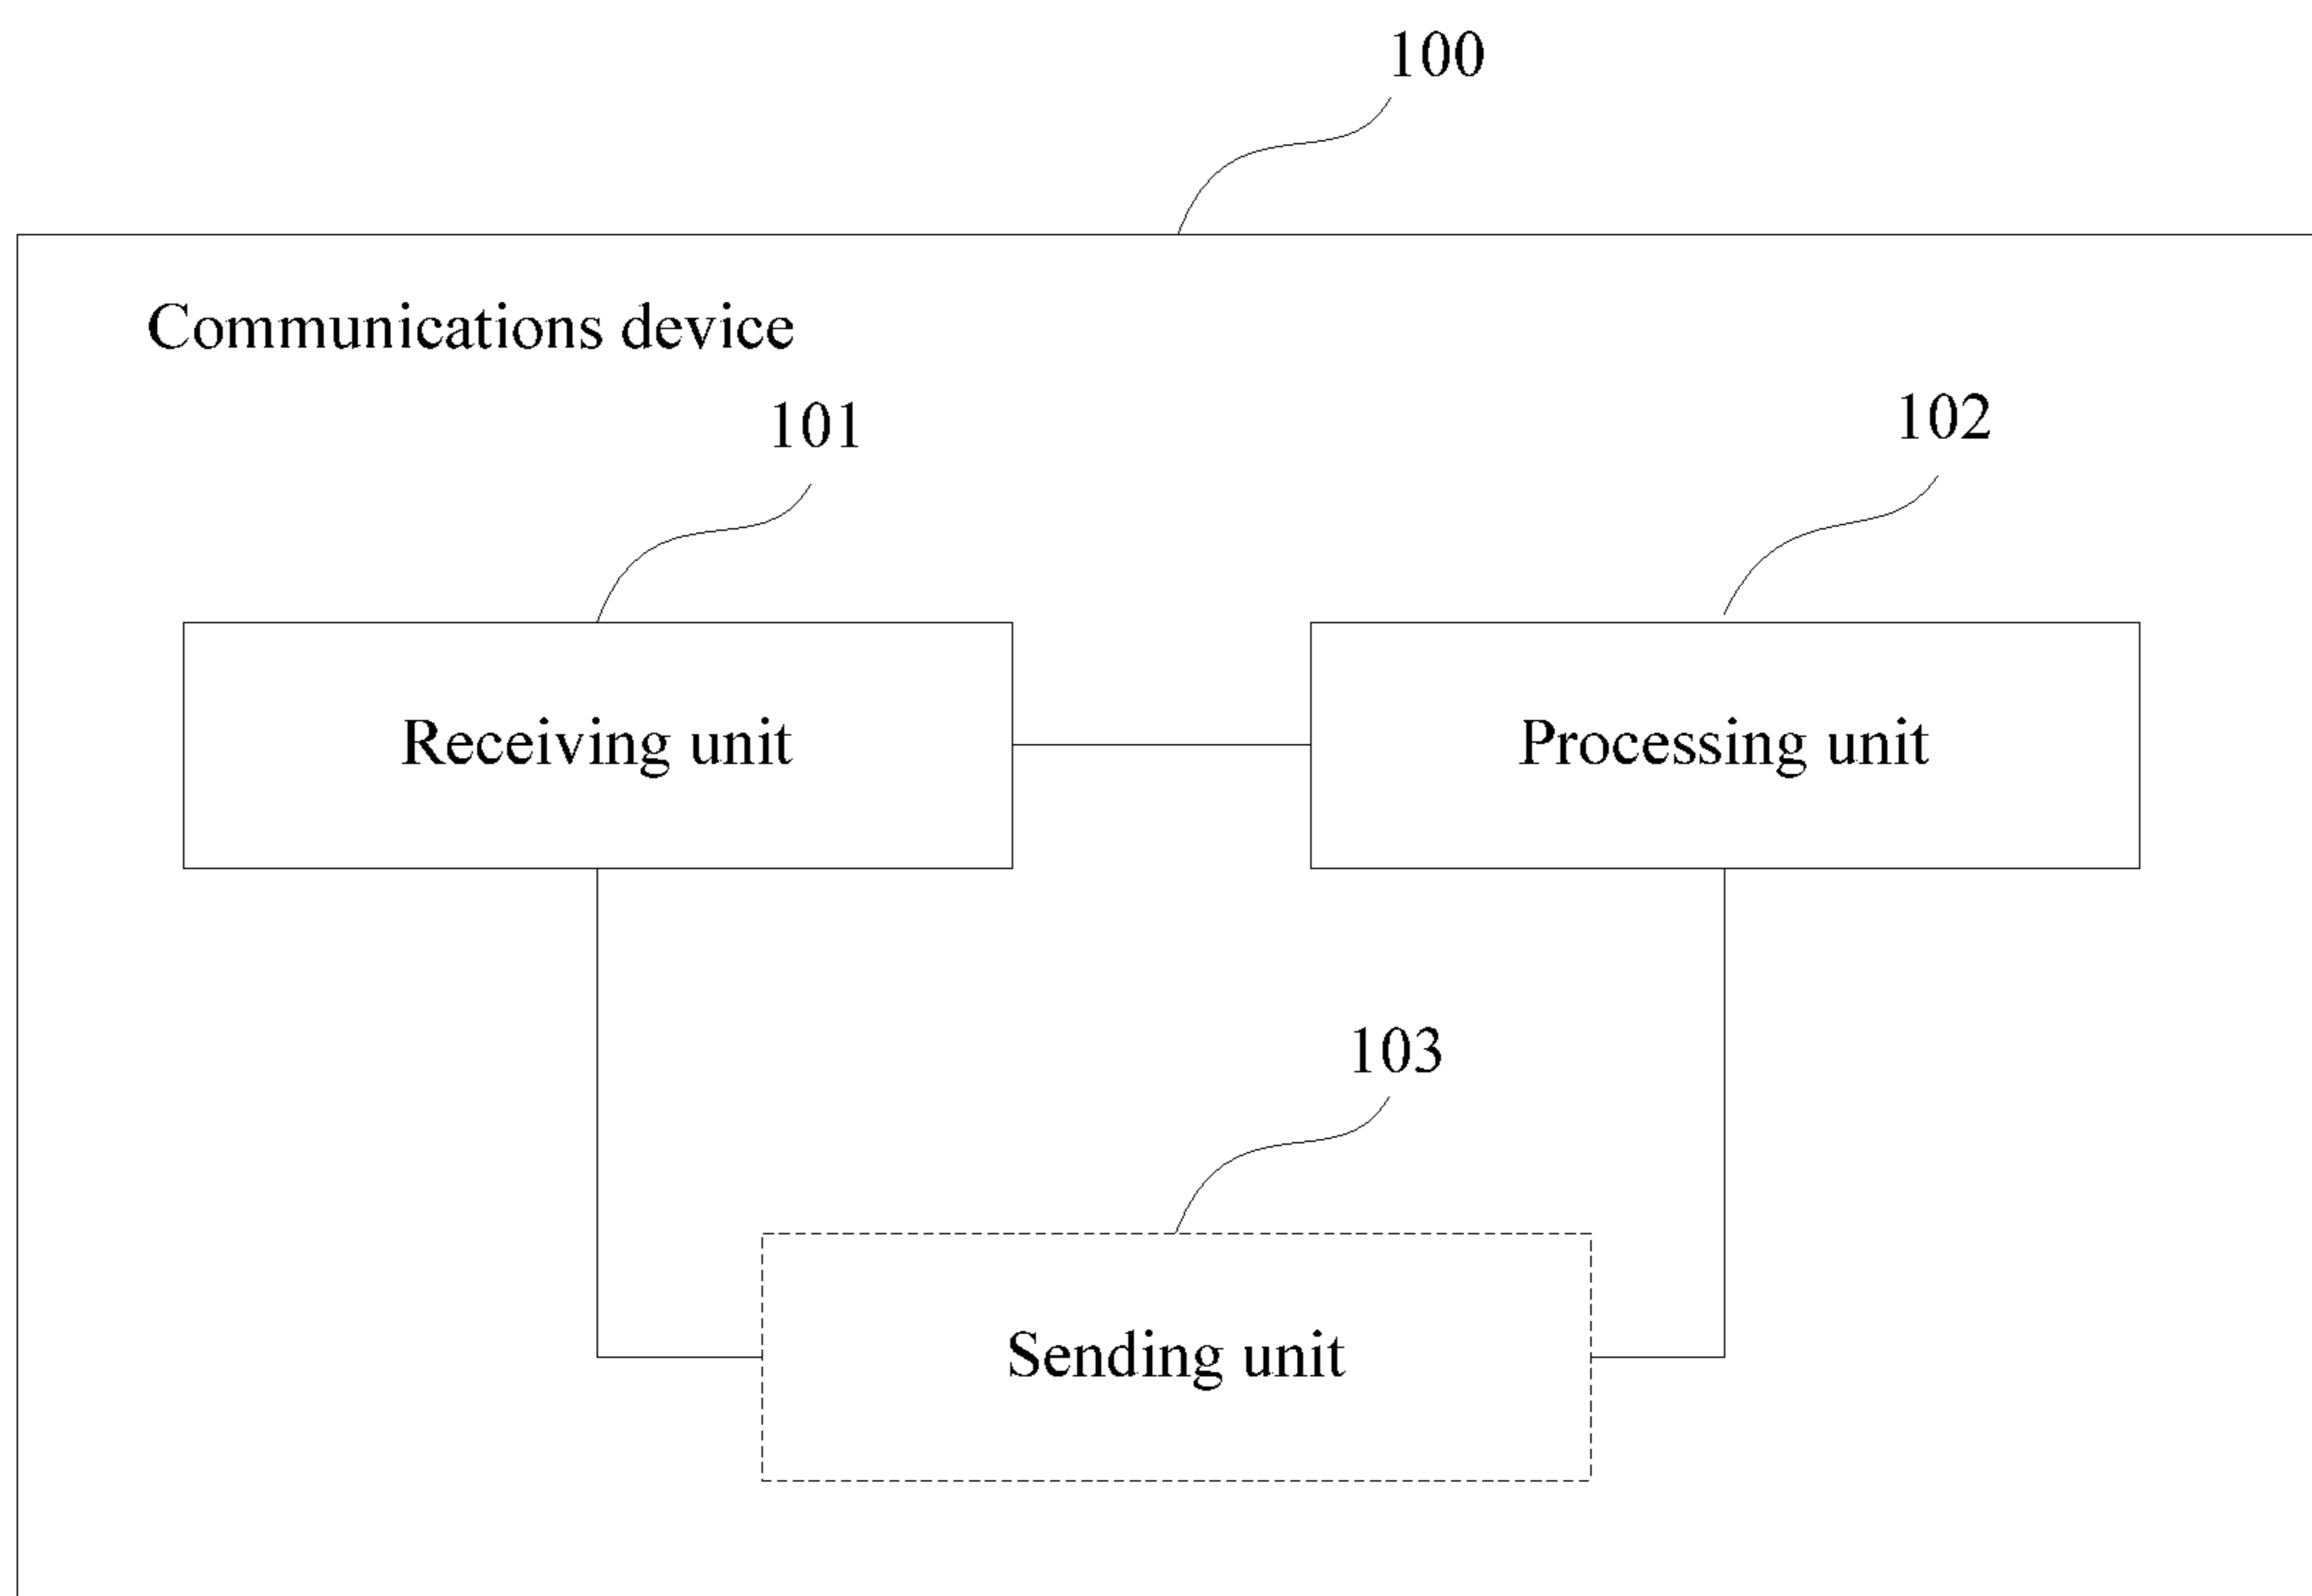 100
Communications device
101
102
Receiving unit
Processing unit
103
Sending unit